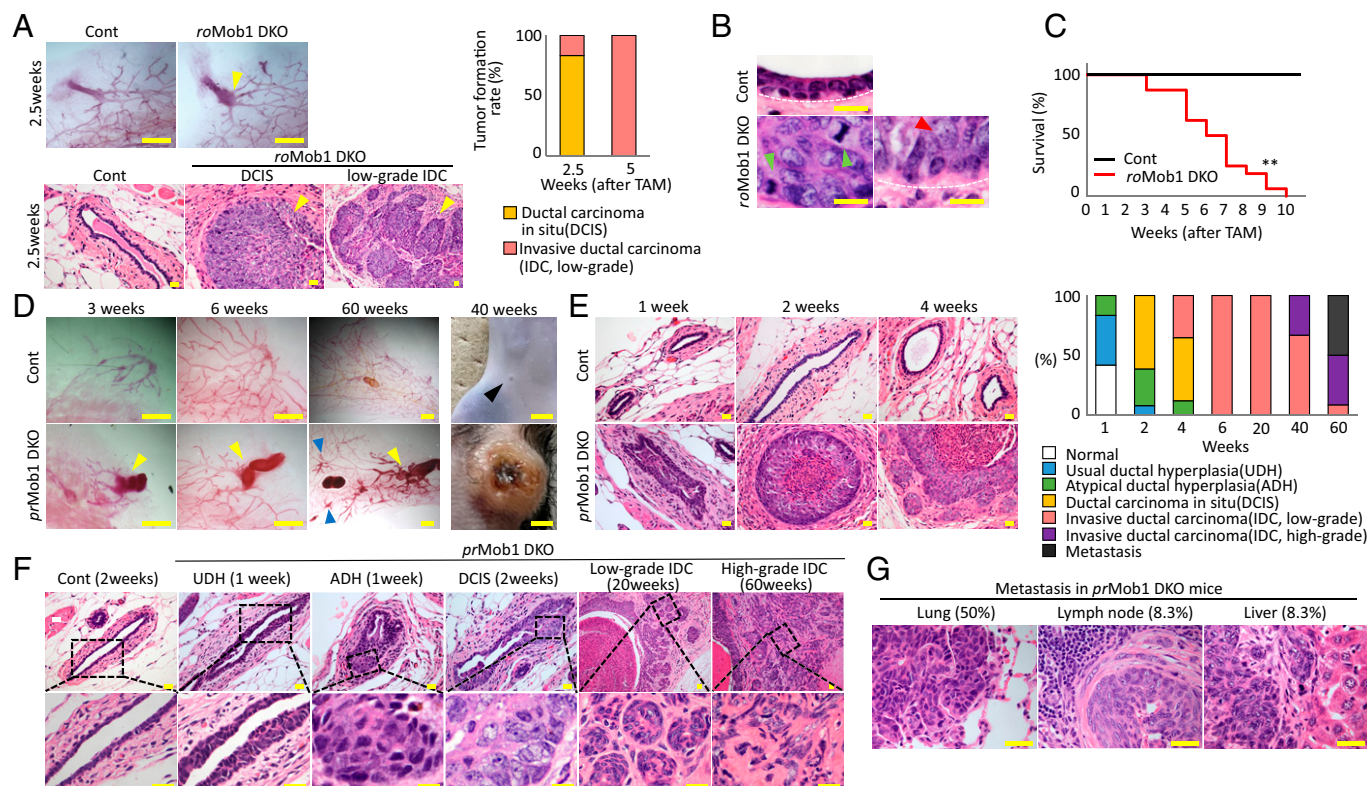 A
Cont
roMob1 DKO
2.5weeks
roMob1 DKO
Cont
DCIS
low-grade IDC
2.5weeks
Tumor formation
rate (%)
100
50
0
2.5
5
Weeks (after TAM)
Ductal carcinoma
in situ(DCIS)
Invasive ductal carcinoma
(IDC, low-grade)
B
Cont
roMob1 DKO
C
Survival (%)
100
50
0
Cont
roMob1 DKO
**
0 1 2 3 4 5 6 7 8 9 10
Weeks (after TAM)
D
3 weeks
6 weeks
60 weeks
40 weeks
Cont
prMob1 DKO
E
1 week
2 weeks
4 weeks
Cont
prMob1 DKO
100
(%)
50
0
1 2 4 6 20 40 60
Weeks
Normal
Usual ductal hyperplasia(UDH)
Atypical ductal hyperplasia(ADH)
Ductal carcinoma in situ(DCIS)
Invasive ductal carcinoma(IDC, low-grade)
Invasive ductal carcinoma(IDC, high-grade)
Metastasis
F
prMob1 DKO
Cont (2weeks)
UDH (1 week)
ADH (1week)
DCIS (2weeks)
Low-grade IDC
(20weeks)
High-grade IDC
(60weeks)
G
Metastasis in prMob1 DKO mice
Lung (50%)
Lymph node (8.3%)
Liver (8.3%)